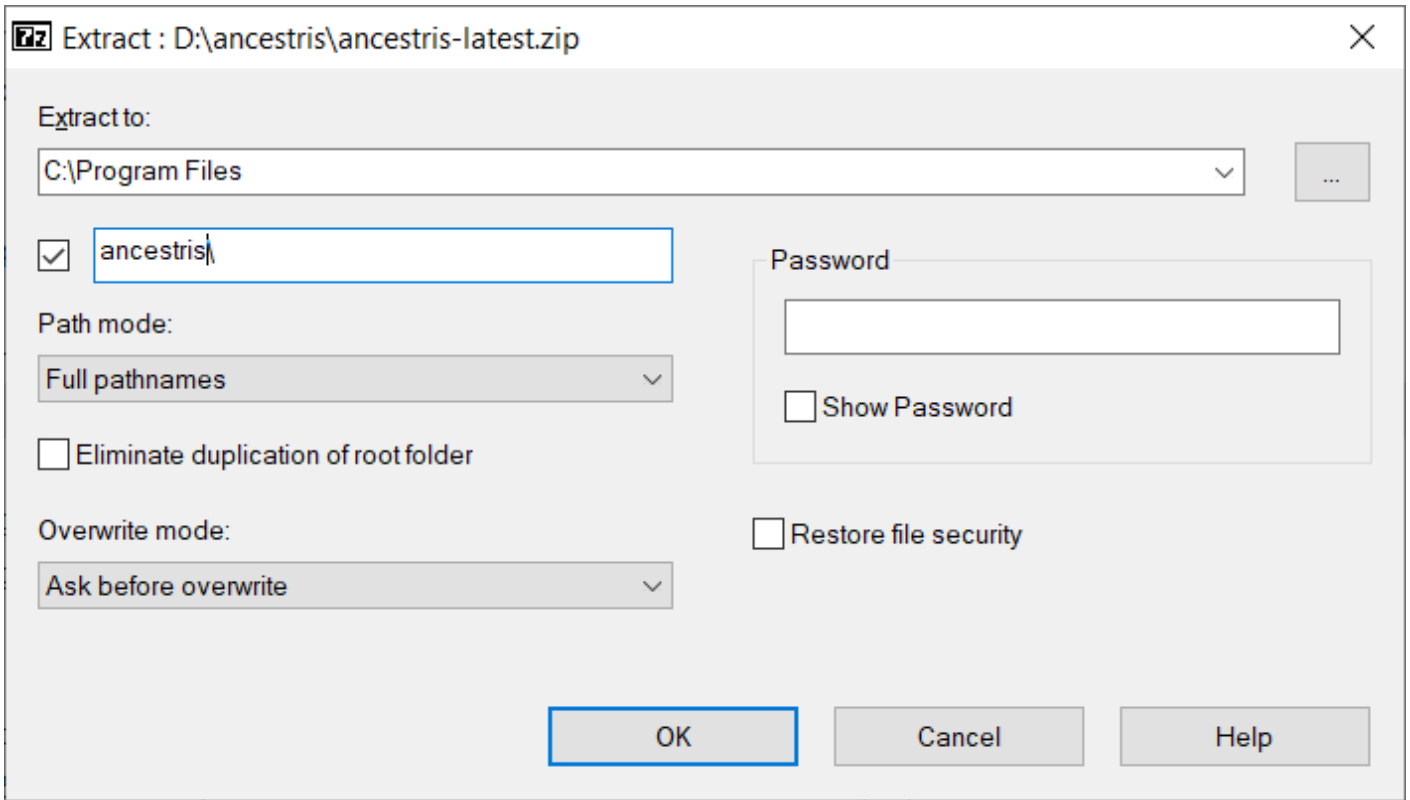 7z Extract : D:\ancestris\ancestris-latest.zip
Extract to:
C:\Program Files
...
ancestris\
Password
Path mode:
Full pathnames
Show Password
Eliminate duplication of root folder
Overwrite mode:
Restore file security
Ask before overwrite
OK Cancel Help